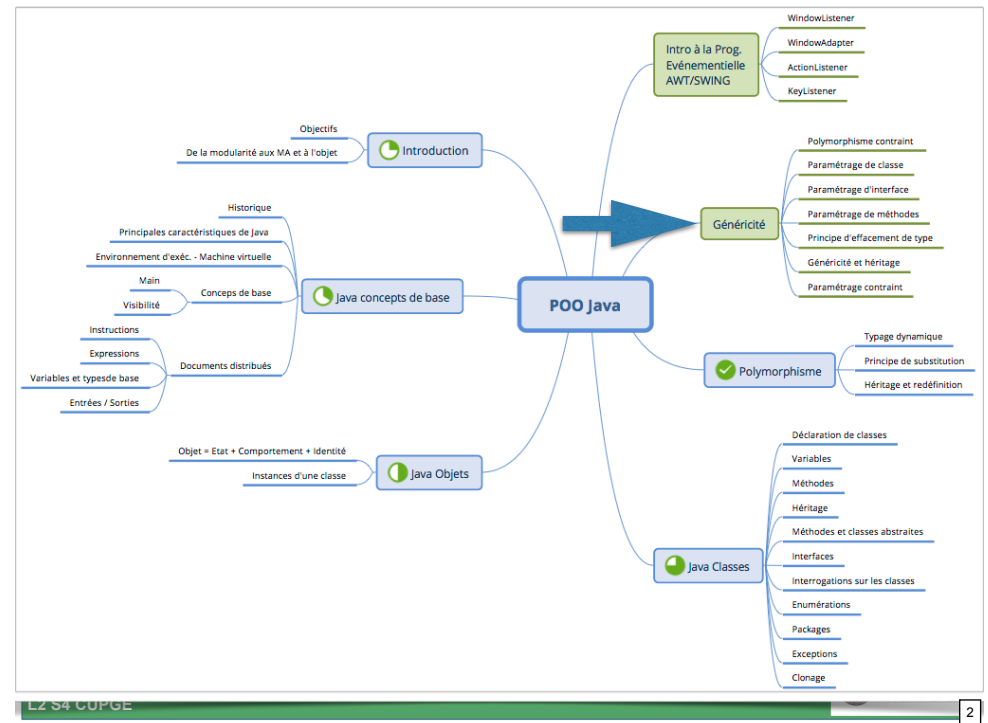 POO Java
Introduction
Objectifs
De la modularité aux MA et à l'objet
Java concepts de base
Historique
Principales caractéristiques de Java
Environnement d'exéc. - Machine virtuelle
Conceps de base
Main
Visibilité
Documents distribués
Instructions
Expressions
Variables et typesde base
Entrées / Sorties
Java Objets
Objet = Etat + Comportement + Identité
Instances d'une classe
Intro à la Prog.
Evénementielle
AWT/SWING
WindowListener
WindowAdapter
ActionListener
KeyListener
Généricité
Polymorphisme contraint
Paramétrage de classe
Paramétrage d'interface
Paramétrage de méthodes
Principe d'effacement de type
Généricité et héritage
Paramétrage contraint
Polymorphisme
Typage dynamique
Principe de substitution
Héritage et redéfinition
Java Classes
Déclaration de classes
Variables
Méthodes
Héritage
Méthodes et classes abstraites
Interfaces
Interrogations sur les classes
Enumérations
Packages
Exceptions
Clonage
L2 S4 CUPGE
2